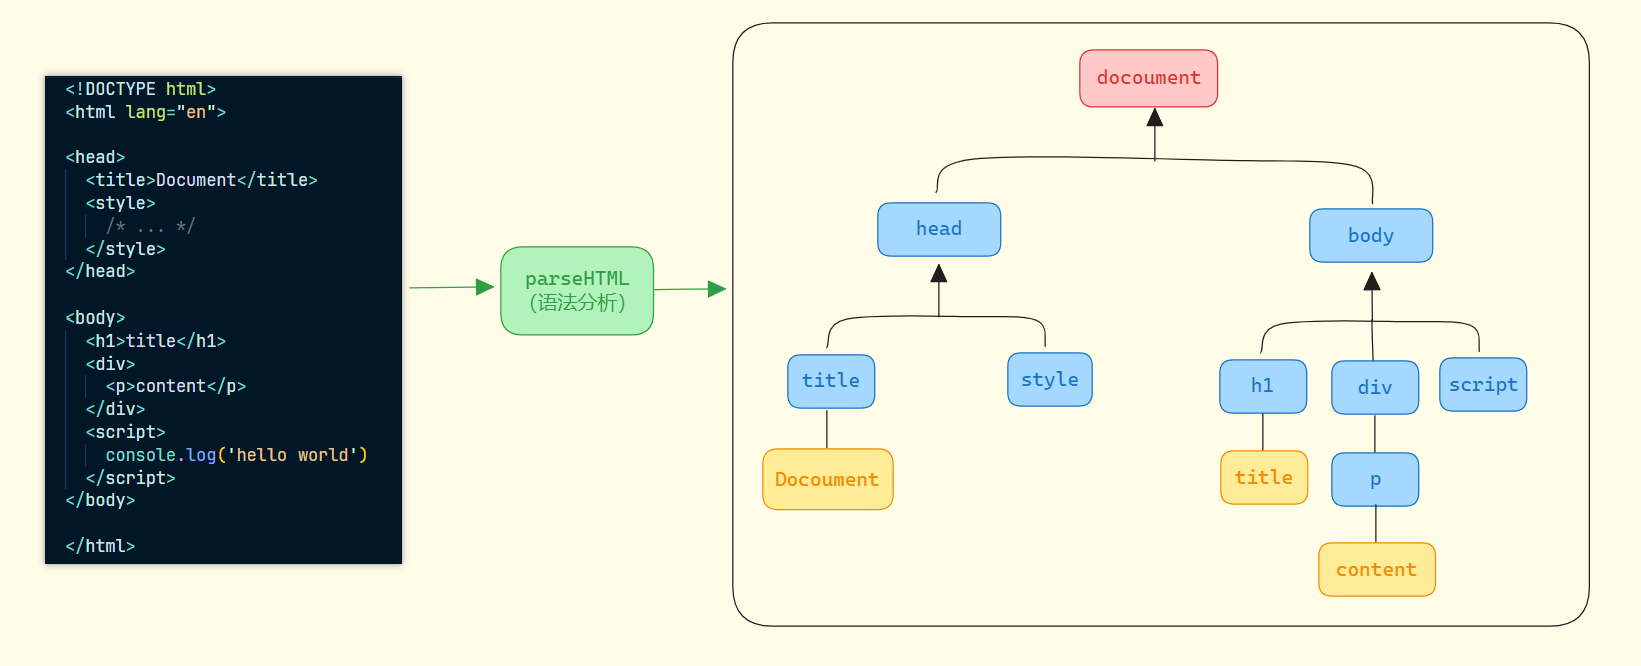 <!DOCTYPE html>
<html lang="en">
<head>
<title>Document</title>
<style>
/* ... */
</style>
</head>
<body>
<h1>title</h1>
<div>
<p>content</p>
</div>
<script>
console.log('hello world')
</script>
</body>
</html>
parseHTML
(语法分析)
docoument
head
body
title
style
h1
div
script
Docoument
title
p
content